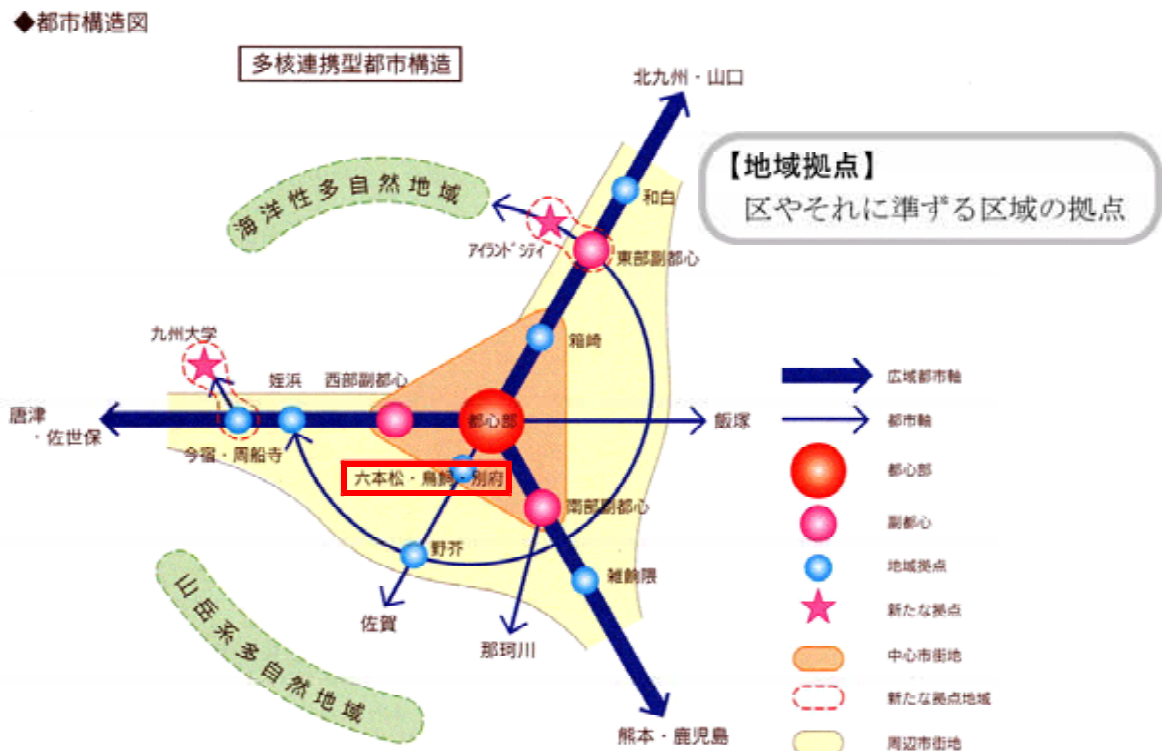 ◆都市構造図
多核連携型都市構造
北九州・山口
【地域拠点】
区やそれに準ずる区域の拠点
海洋性多自然地域
和白
アイランドシティ
東部副都心
九州大学
箱崎
姪浜
西部副都心
広域都市軸
唐津
・佐世保
都心部
飯塚
都市軸
今宿・周船寺
六本松・鳥飼・別府
都心部
南部副都心
副都心
野芥
雑餉隈
地域拠点
山岳系多自然地域
佐賀
新たな拠点
那珂川
中心市街地
新たな拠点地域
熊本・鹿児島
周辺市街地